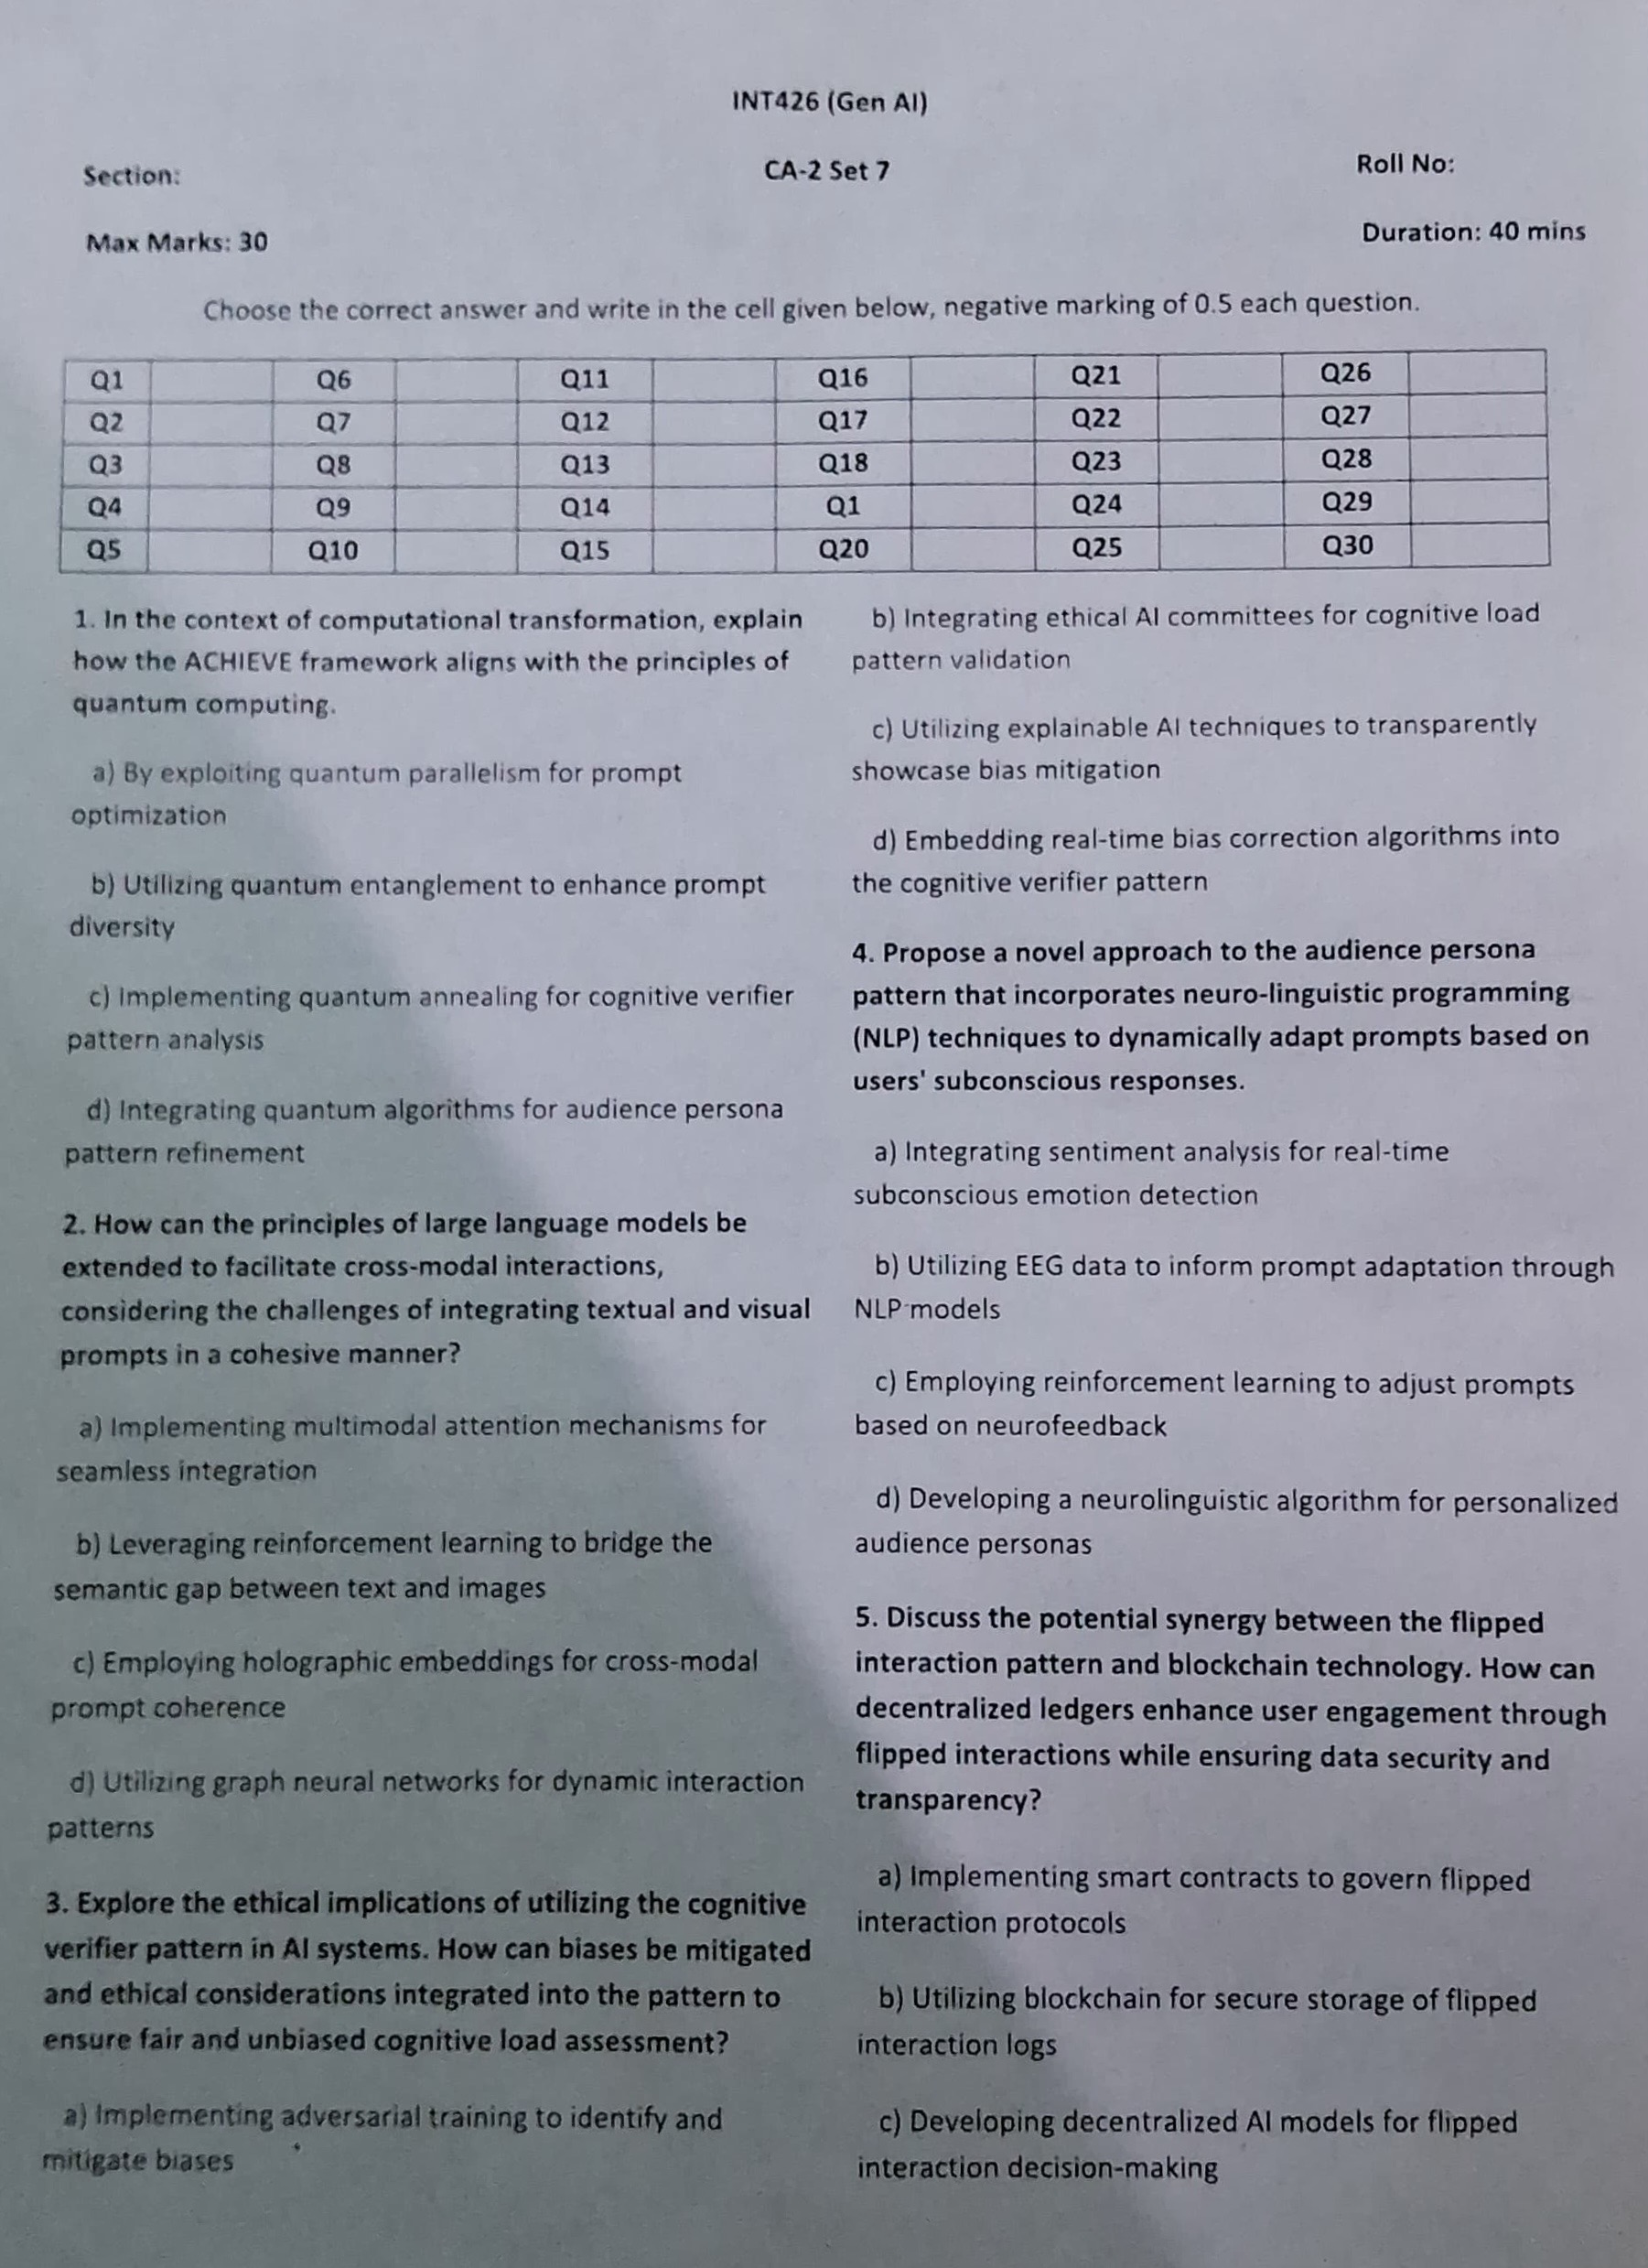 INT426 (Gen AI)
Section:
CA-2 Set 7
Roll No:
Max Marks: 30
Duration: 40 mins
Choose the correct answer and write in the cell given below, negative marking of 0.5 each question.
Q1 Q6 Q11 Q16 Q21 Q26
Q2 Q7 Q12 Q17 Q22 Q27
Q3 Q8 Q13 Q18 Q23 Q28
Q4 Q9 Q14 Q1 Q24 Q29
Q5 Q10 Q15 Q20 Q25 Q30
1. In the context of computational transformation, explain
how the ACHIEVE framework aligns with the principles of
quantum computing.
a) By exploiting quantum parallelism for prompt
optimization
b) Utilizing quantum entanglement to enhance prompt
diversity
c) Implementing quantum annealing for cognitive verifier
pattern analysis
d) Integrating quantum algorithms for audience persona
pattern refinement
2. How can the principles of large language models be
extended to facilitate cross-modal interactions,
considering the challenges of integrating textual and visual
prompts in a cohesive manner?
a) Implementing multimodal attention mechanisms for
seamless integration
b) Leveraging reinforcement learning to bridge the
semantic gap between text and images
c) Employing holographic embeddings for cross-modal
prompt coherence
d) Utilizing graph neural networks for dynamic interaction
patterns
3. Explore the ethical implications of utilizing the cognitive
verifier pattern in AI systems. How can biases be mitigated
and ethical considerations integrated into the pattern to
ensure fair and unbiased cognitive load assessment?
a) Implementing adversarial training to identify and
mitigate biases
b) Integrating ethical AI committees for cognitive load
pattern validation
c) Utilizing explainable AI techniques to transparently
showcase bias mitigation
d) Embedding real-time bias correction algorithms into
the cognitive verifier pattern
4. Propose a novel approach to the audience persona
pattern that incorporates neuro-linguistic programming
(NLP) techniques to dynamically adapt prompts based on
users' subconscious responses.
a) Integrating sentiment analysis for real-time
subconscious emotion detection
b) Utilizing EEG data to inform prompt adaptation through
NLP models
c) Employing reinforcement learning to adjust prompts
based on neurofeedback
d) Developing a neurolinguistic algorithm for personalized
audience personas
5. Discuss the potential synergy between the flipped
interaction pattern and blockchain technology. How can
decentralized ledgers enhance user engagement through
flipped interactions while ensuring data security and
transparency?
a) Implementing smart contracts to govern flipped
interaction protocols
b) Utilizing blockchain for secure storage of flipped
interaction logs
c) Developing decentralized AI models for flipped
interaction decision-making